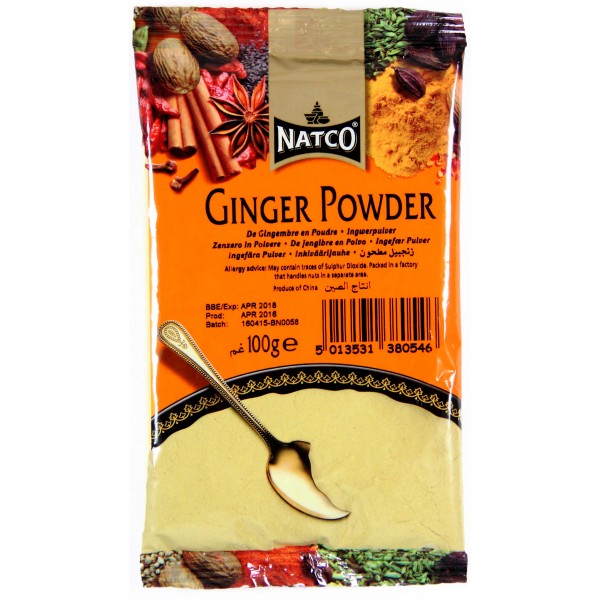 NATCO®
GINGER POWDER
De Gingembre en Poudre • Ingwerpulver
Zenzero in Polvere • De Jengibre en Polvo • Ingefær Pulver
Ingefära Pulver • Inkiväärijauhe • زنجبيل مطحون
Allergy advice: May contain traces of Sulphur Dioxide. Packed in a factory
that handles nuts in a separate area.
Produce of China انتاج الصين
BBE/Exp: APR 2018
Prod: APR 2016
Batch: 160415-BN0058
غم 100g e
5 013531 380546